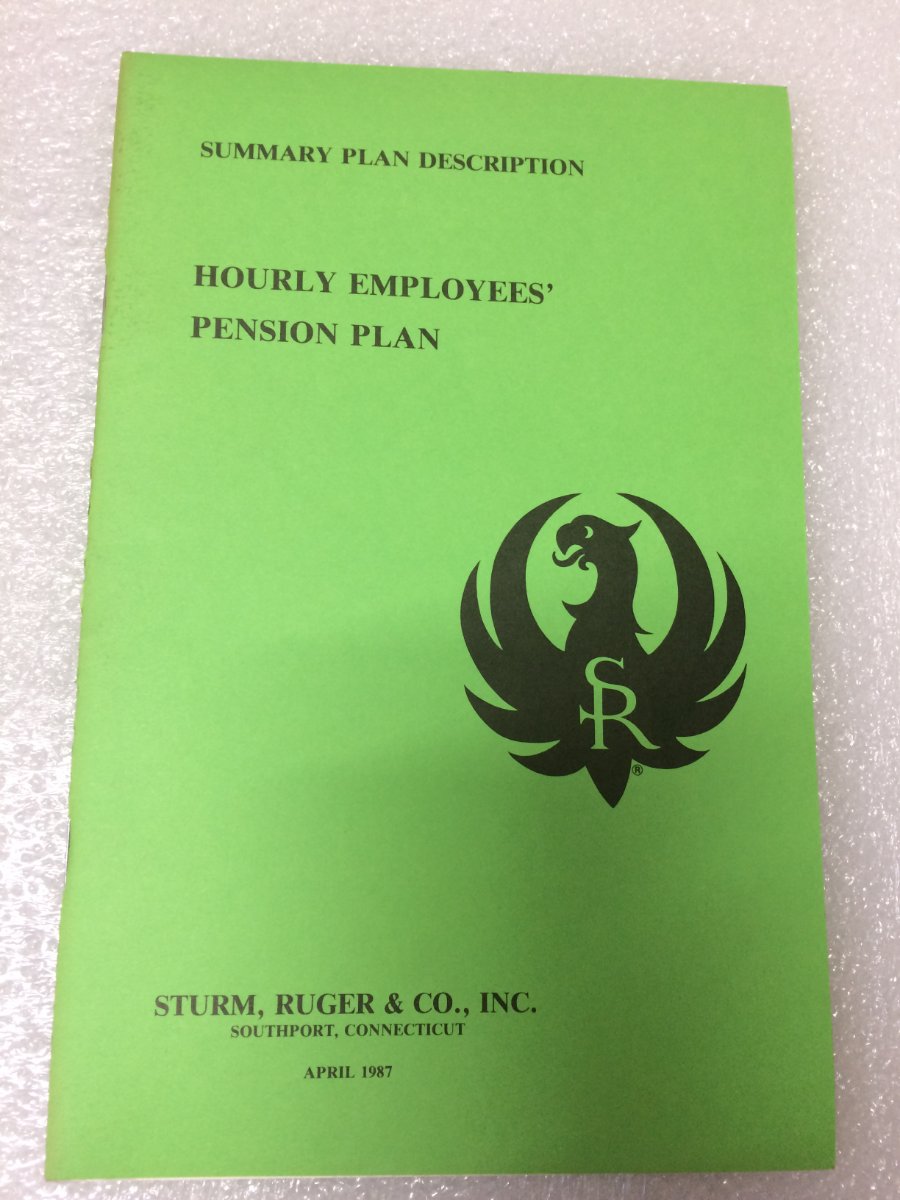 SUMMARY PLAN DESCRIPTION
HOURLY EMPLOYEES'
PENSION PLAN
SR
®
STURM, RUGER & CO., INC.
SOUTHPORT, CONNECTICUT
APRIL 1987